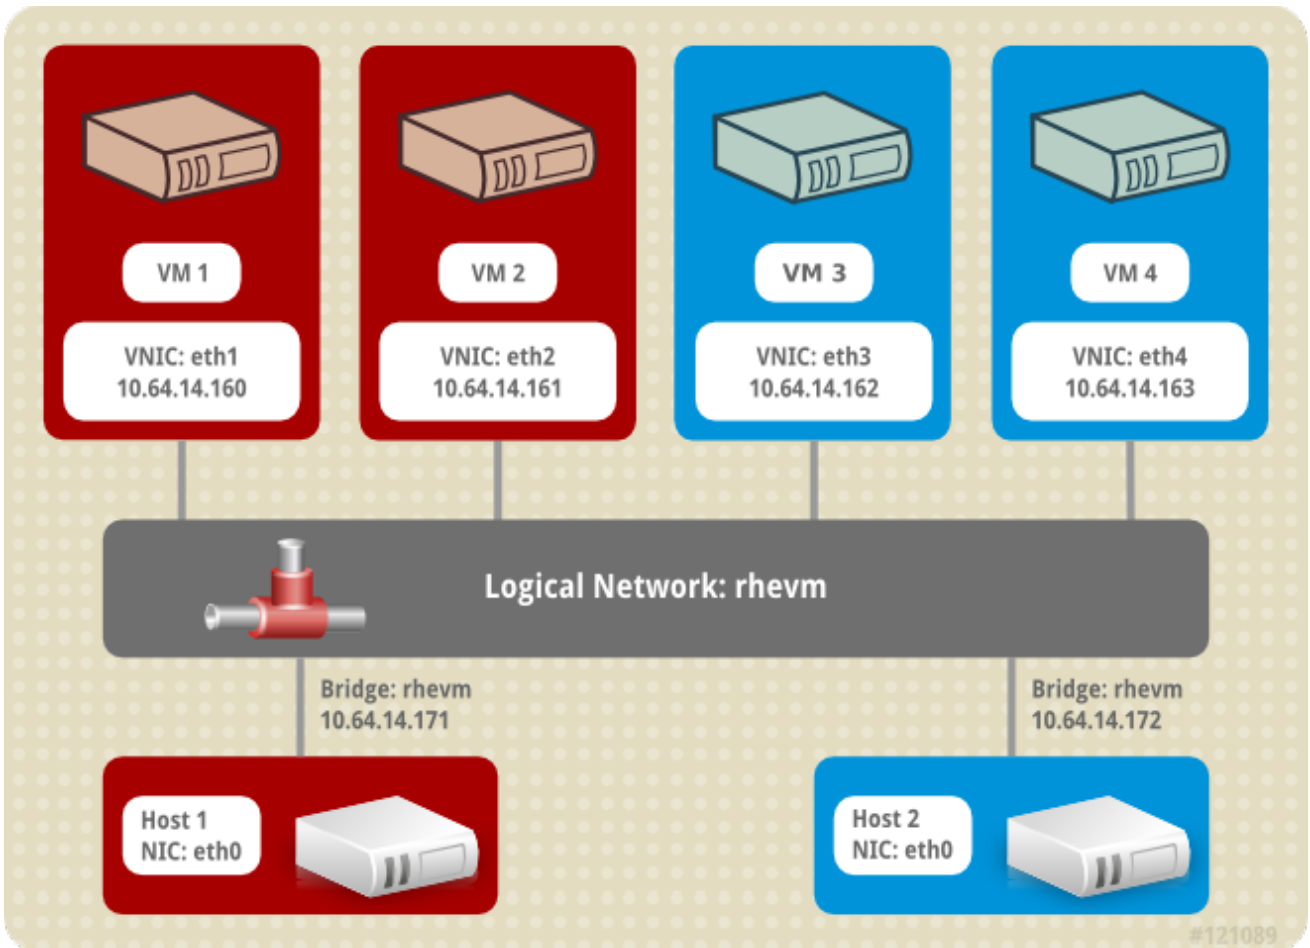 VM 1
VNIC: eth1
10.64.14.160
VM 2
VNIC: eth2
10.64.14.161
VM 3
VNIC: eth3
10.64.14.162
VM 4
VNIC: eth4
10.64.14.163
Logical Network: rhevm
Bridge: rhevm
10.64.14.171
Bridge: rhevm
10.64.14.172
Host 1
NIC: eth0
Host 2
NIC: eth0
#121089